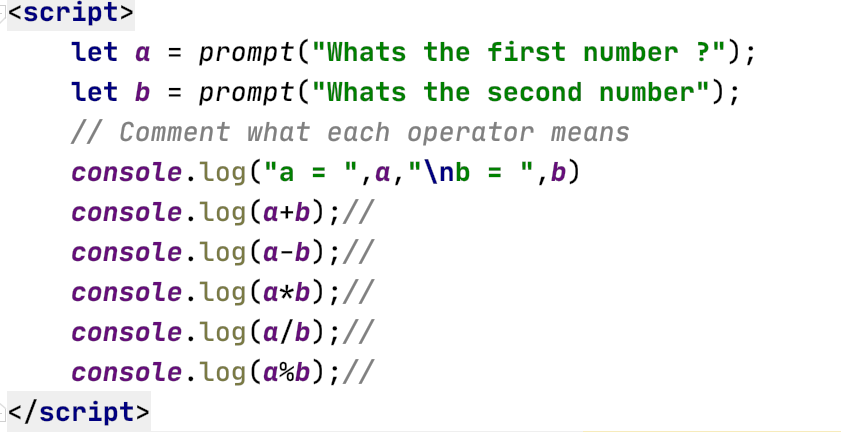 <script>
let a = prompt("Whats the first number ?");
let b = prompt("Whats the second number");
// Comment what each operator means
console.log("a = ",a,"\nb = ",b)
console.log(a+b);//
console.log(a-b);//
console.log(a*b);//
console.log(a/b);//
console.log(a%b);//
</script>